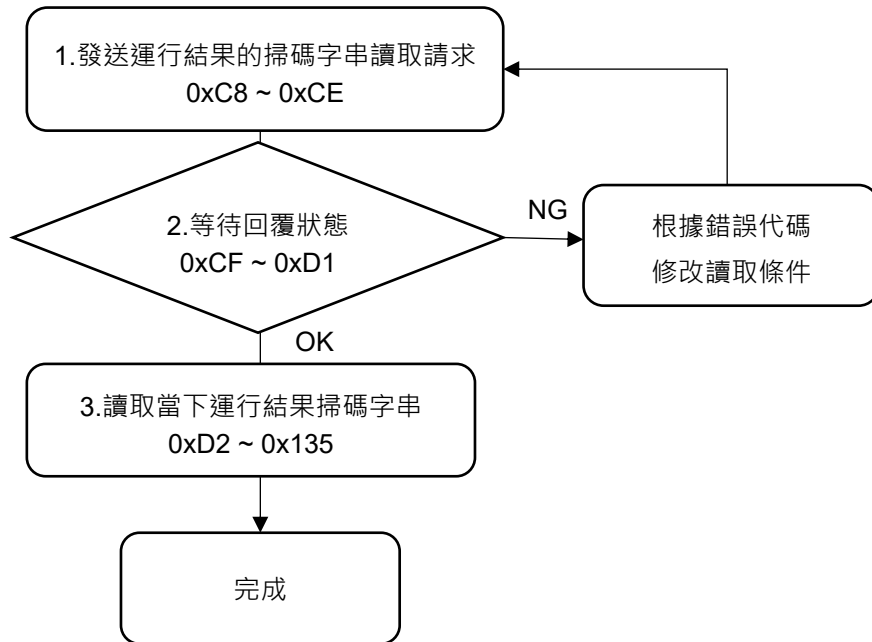 1.發送運行結果的掃碼字串讀取請求
0xC8 ~ 0xCE
2.等待回覆狀態
0xCF ~ 0xD1
NG
根據錯誤代碼
修改讀取條件
OK
3.讀取當下運行結果掃碼字串
0xD2 ~ 0x135
完成